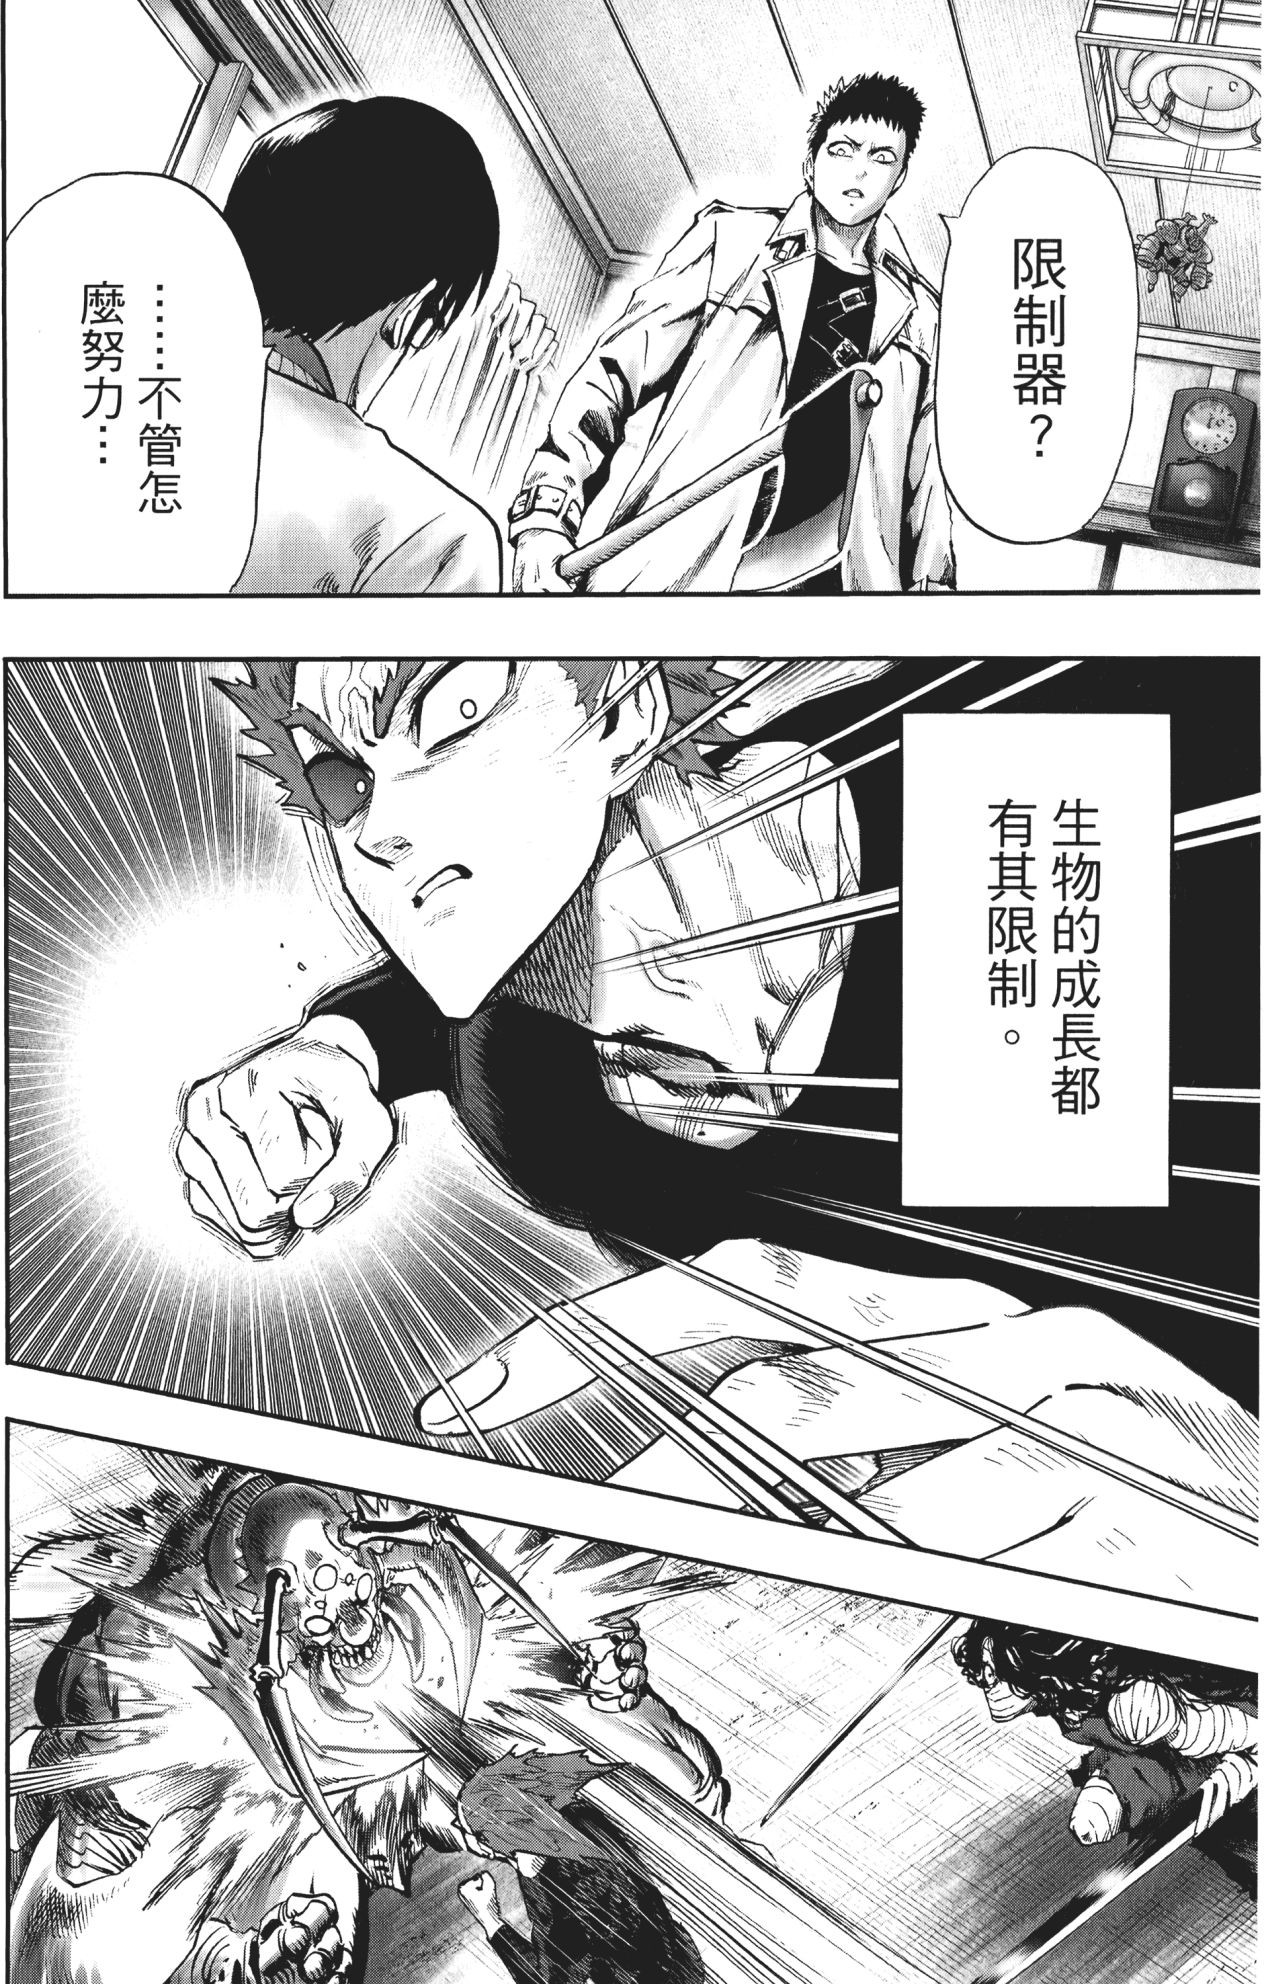 限制器？
……不管怎
麼努力…
生物的成長都
有其限制。